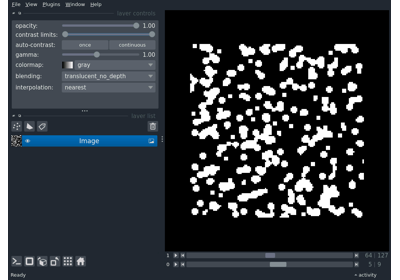 File View Plugins Window Help
layer controls
opacity: 1.00
contrast limits:
auto-contrast: once continuous
gamma: 1.00
colormap: gray
blending: translucent_no_depth
interpolation: nearest
layer list
Image
1 64 127
0 5 9
Ready activity